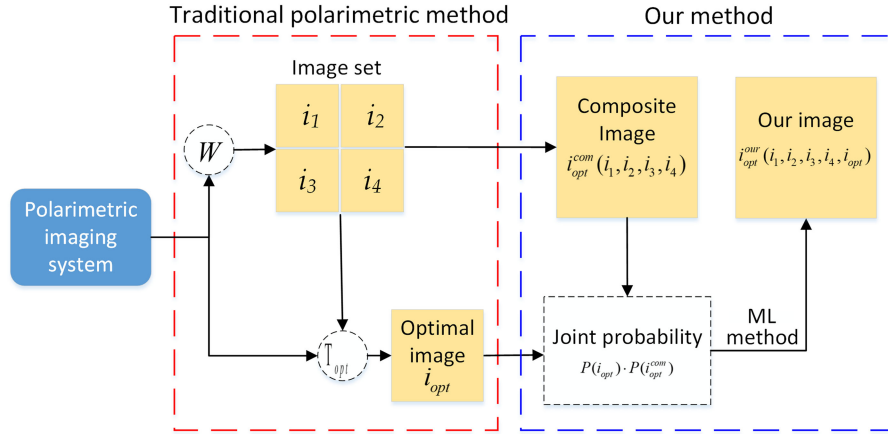 Traditional polarimetric method
Our method
Image set
i₁ i₂
i₃ i₄
W
Polarimetric
imaging
system
T_opt
Optimal
image
i_opt
Composite
Image
i_opt^com(i₁,i₂,i₃,i₄)
Our image
i_opt^our(i₁,i₂,i₃,i₄,i_opt)
Joint probability
P(i_opt)·P(i_opt^com)
ML
method